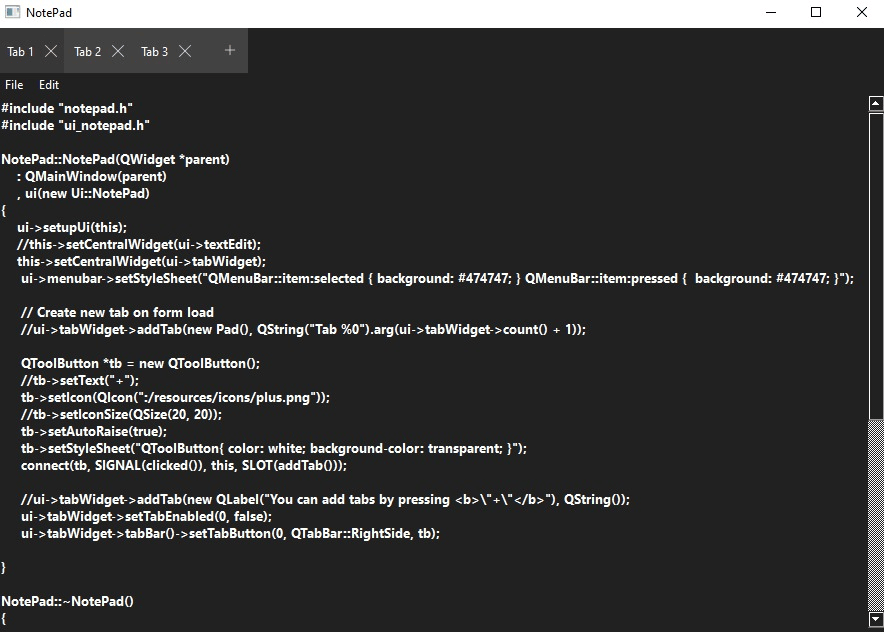 NotePad
Tab 1 Tab 2 Tab 3 +
File Edit
#include "notepad.h"
#include "ui_notepad.h"

NotePad::NotePad(QWidget *parent)
    : QMainWindow(parent)
    , ui(new Ui::NotePad)
{
    ui->setupUi(this);
    //this->setCentralWidget(ui->textEdit);
    this->setCentralWidget(ui->tabWidget);
     ui->menubar->setStyleSheet("QMenuBar::item:selected { background: #474747; } QMenuBar::item:pressed {  background: #474747; }");

     // Create new tab on form load
     //ui->tabWidget->addTab(new Pad(), QString("Tab %0").arg(ui->tabWidget->count() + 1));

     QToolButton *tb = new QToolButton();
     //tb->setText("+");
     tb->setIcon(QIcon(":/resources/icons/plus.png"));
     //tb->setIconSize(QSize(20, 20));
     tb->setAutoRaise(true);
     tb->setStyleSheet("QToolButton{ color: white; background-color: transparent; }");
     connect(tb, SIGNAL(clicked()), this, SLOT(addTab()));

     //ui->tabWidget->addTab(new QLabel("You can add tabs by pressing <b>\"+\"</b>"), QString());
     ui->tabWidget->setTabEnabled(0, false);
     ui->tabWidget->tabBar()->setTabButton(0, QTabBar::RightSide, tb);

}

NotePad::~NotePad()
{